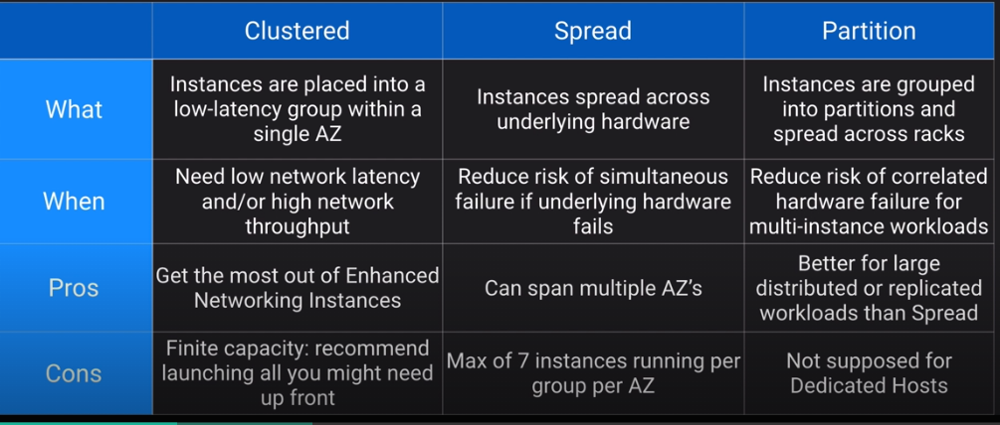 Clustered
Spread
Partition
What
Instances are placed into a
low-latency group within a
single AZ
Instances spread across
underlying hardware
Instances are grouped
into partitions and
spread across racks
When
Need low network latency
and/or high network
throughput
Reduce risk of simultaneous
failure if underlying hardware
fails
Reduce risk of correlated
hardware failure for
multi-instance workloads
Pros
Get the most out of Enhanced
Networking Instances
Can span multiple AZ's
Better for large
distributed or replicated
workloads than Spread
Cons
Finite capacity: recommend
launching all you might need
up front
Max of 7 instances running per
group per AZ
Not supposed for
Dedicated Hosts